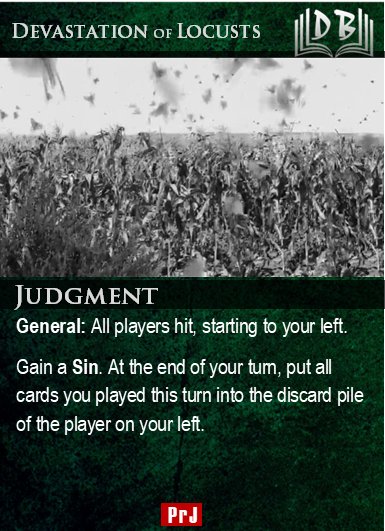 Devastation of Locusts
DB
Judgment
General: All players hit, starting to your left.
Gain a Sin. At the end of your turn, put all
cards you played this turn into the discard pile
of the player on your left.
PrJ